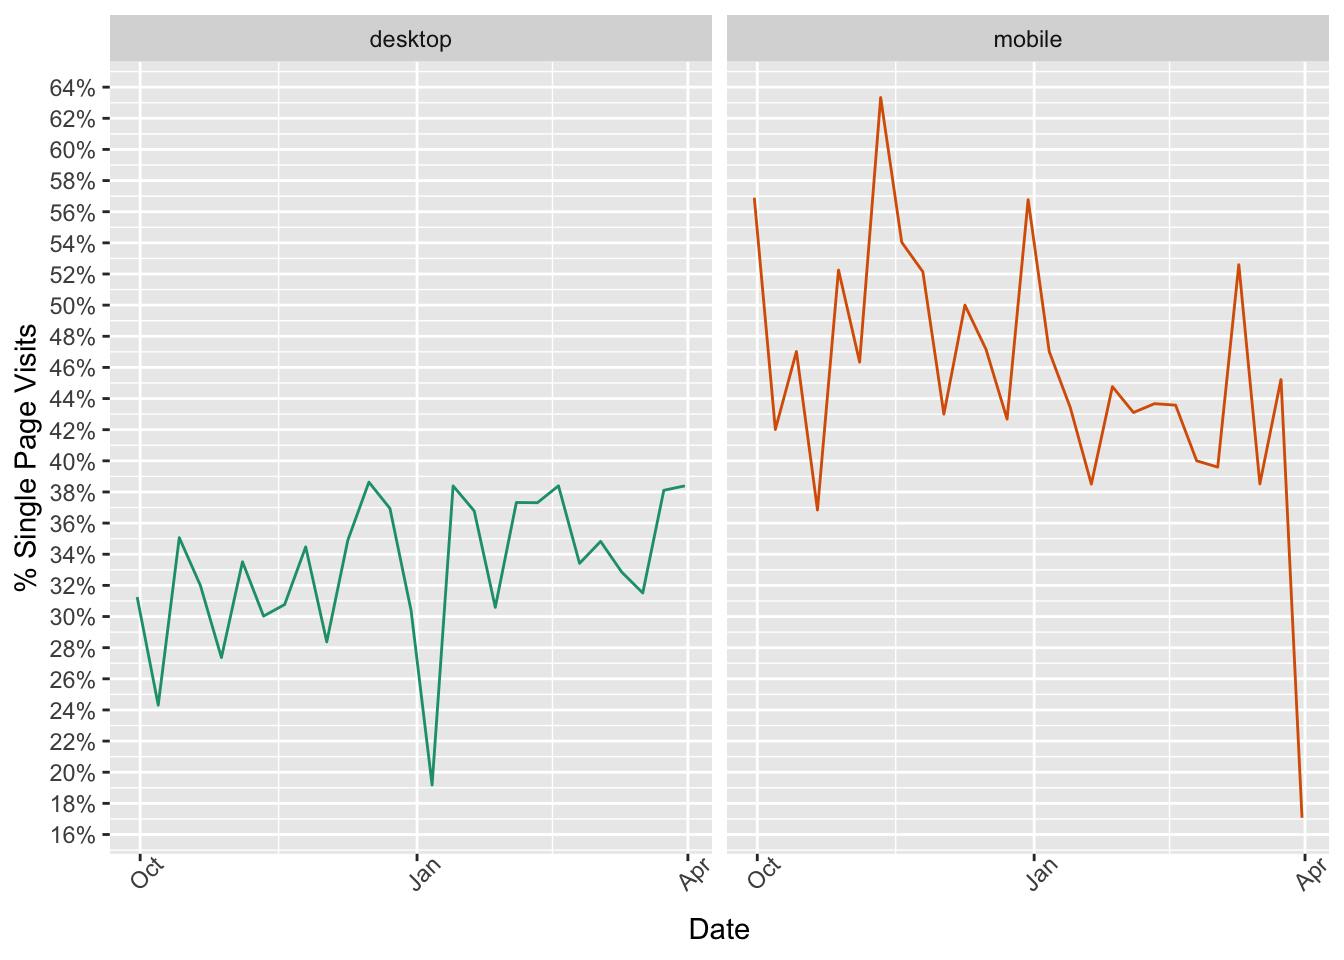 desktop
mobile
% Single Page Visits
64%
62%
60%
58%
56%
54%
52%
50%
48%
46%
44%
42%
40%
38%
36%
34%
32%
30%
28%
26%
24%
22%
20%
18%
16%
Oct
Jan
Apr
Oct
Jan
Apr
Date